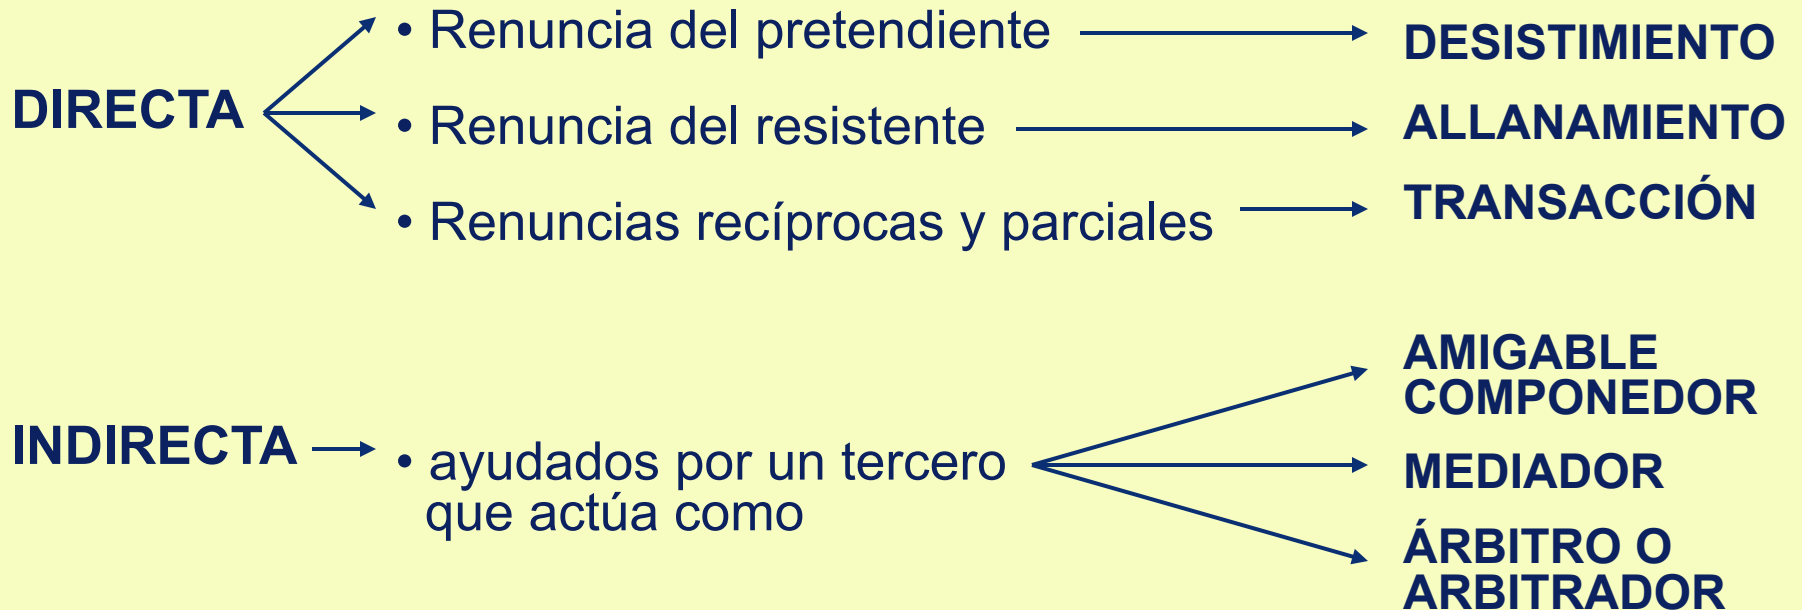 DIRECTA
• Renuncia del pretendiente
DESISTIMIENTO
• Renuncia del resistente
ALLANAMIENTO
• Renuncias recíprocas y parciales
TRANSACCIÓN
INDIRECTA
• ayudados por un tercero
que actúa como
AMIGABLE
COMPONEDOR
MEDIADOR
ÁRBITRO O
ARBITRADOR